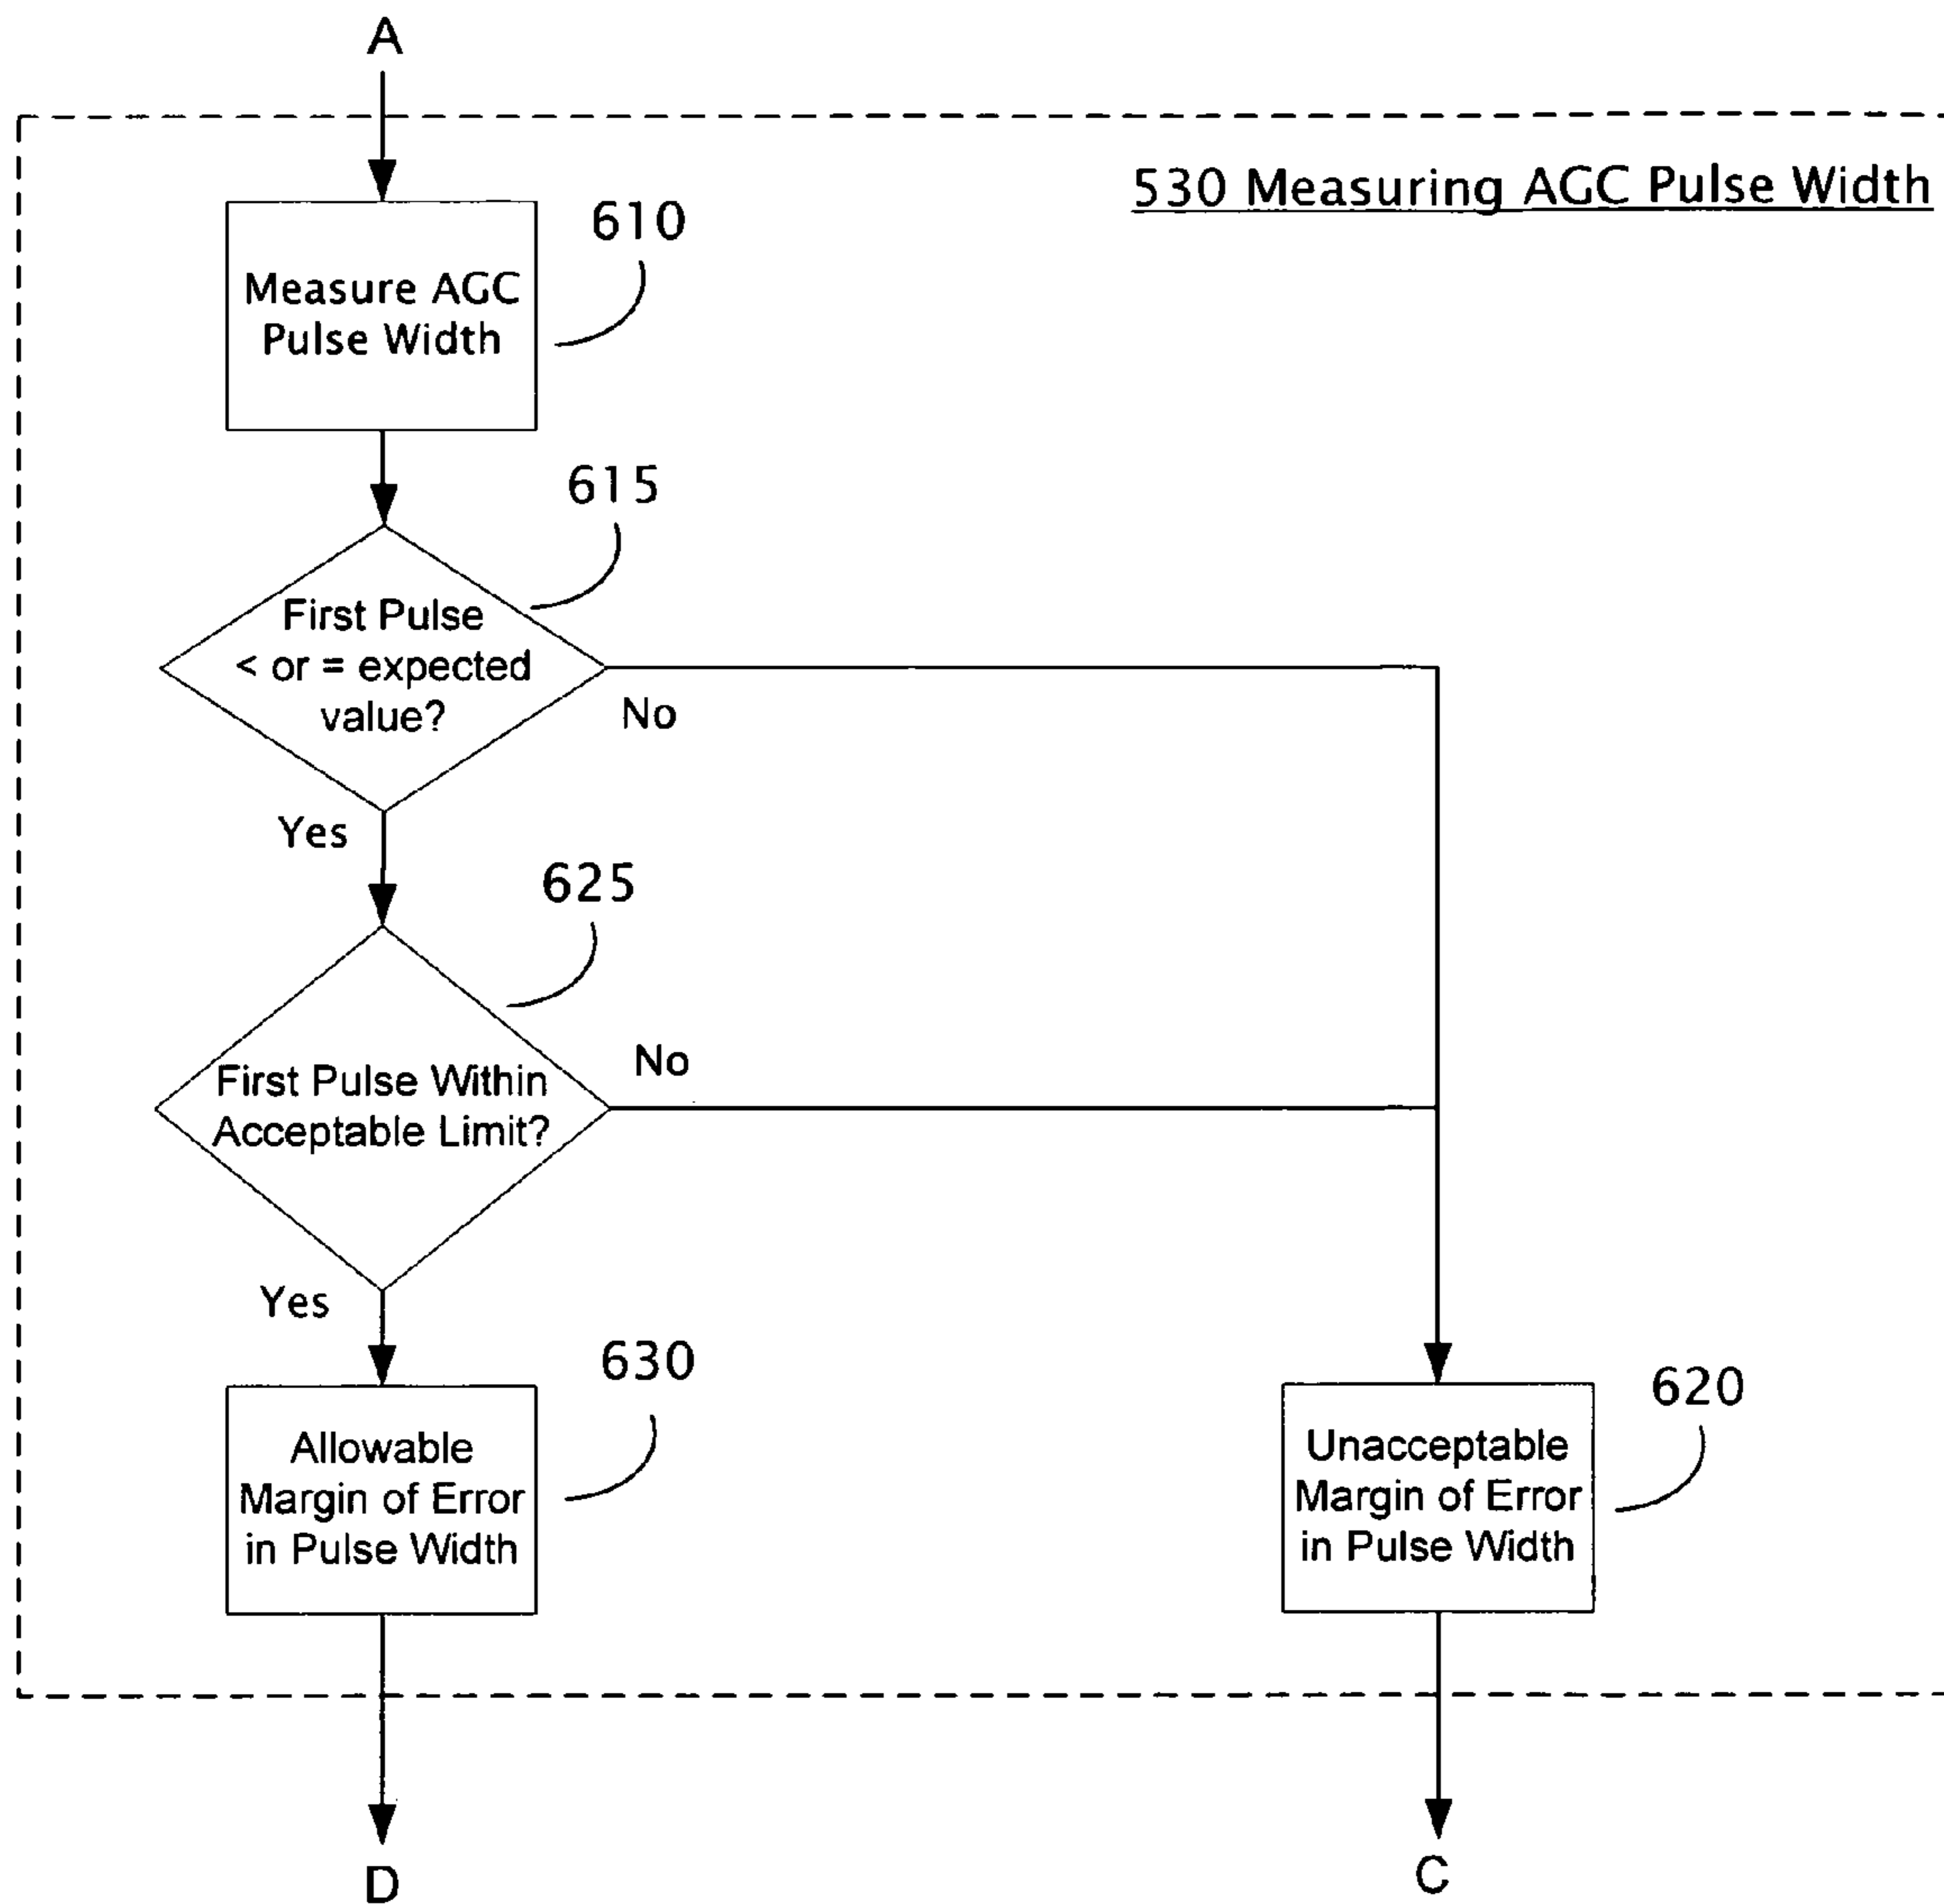 A
530 Measuring AGC Pulse Width
610
Measure AGC
Pulse Width
615
First Pulse
< or = expected
value?
No
Yes
625
First Pulse Within
Acceptable Limit?
No
Yes
630
Allowable
Margin of Error
in Pulse Width
620
Unacceptable
Margin of Error
in Pulse Width
D
C